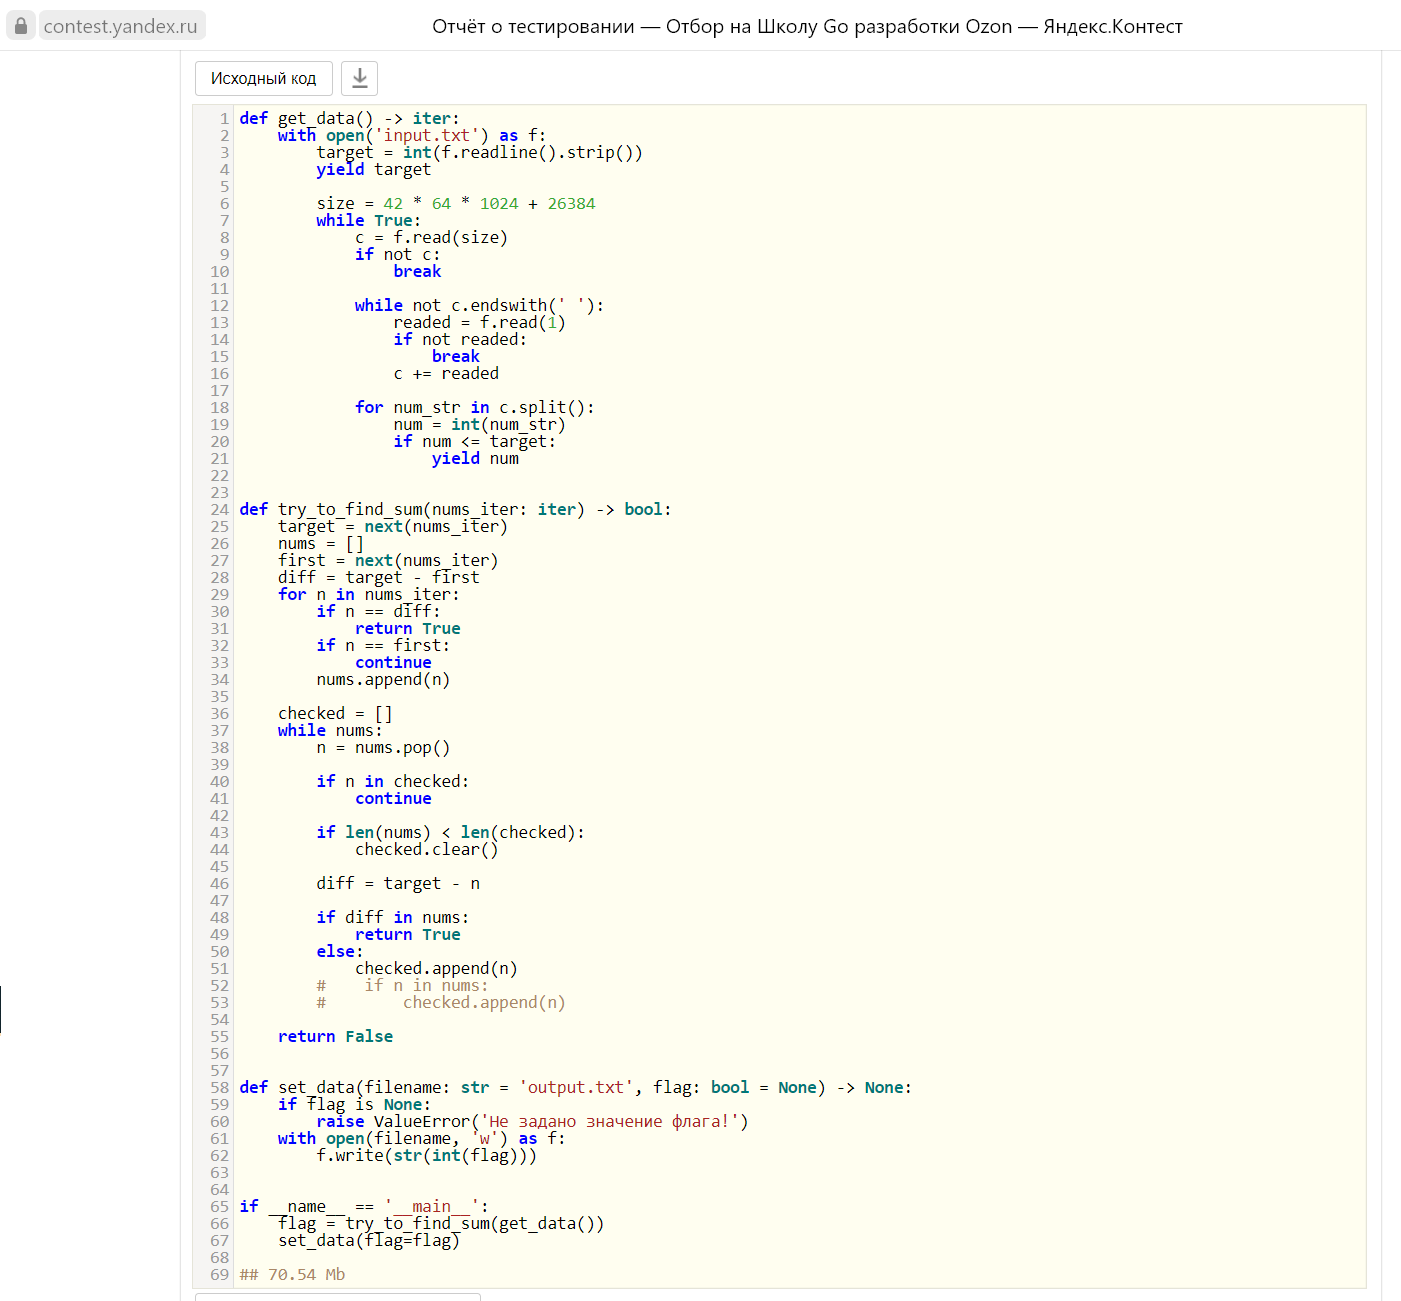 contest.yandex.ru
Отчёт о тестировании — Отбор на Школу Go разработки Ozon — Яндекс.Контест
Исходный код
1 def get_data() -> iter:
2     with open('input.txt') as f:
3         target = int(f.readline().strip())
4         yield target
5
6         size = 42 * 64 * 1024 + 26384
7         while True:
8             c = f.read(size)
9             if not c:
10                 break
11
12             while not c.endswith(' '):
13                 readed = f.read(1)
14                 if not readed:
15                     break
16                 c += readed
17
18             for num_str in c.split():
19                 num = int(num_str)
20                 if num <= target:
21                     yield num
22
23
24 def try_to_find_sum(nums_iter: iter) -> bool:
25     target = next(nums_iter)
26     nums = []
27     first = next(nums_iter)
28     diff = target - first
29     for n in nums_iter:
30         if n == diff:
31             return True
32         if n == first:
33             continue
34         nums.append(n)
35
36     checked = []
37     while nums:
38         n = nums.pop()
39
40         if n in checked:
41             continue
42
43         if len(nums) < len(checked):
44             checked.clear()
45
46         diff = target - n
47
48         if diff in nums:
49             return True
50         else:
51             checked.append(n)
52         #    if n in nums:
53         #        checked.append(n)
54
55     return False
56
57
58 def set_data(filename: str = 'output.txt', flag: bool = None) -> None:
59     if flag is None:
60         raise ValueError('Не задано значение флага!')
61     with open(filename, 'w') as f:
62         f.write(str(int(flag)))
63
64
65 if __name__ == '__main__':
66     flag = try_to_find_sum(get_data())
67     set_data(flag=flag)
68
69 ## 70.54 Mb